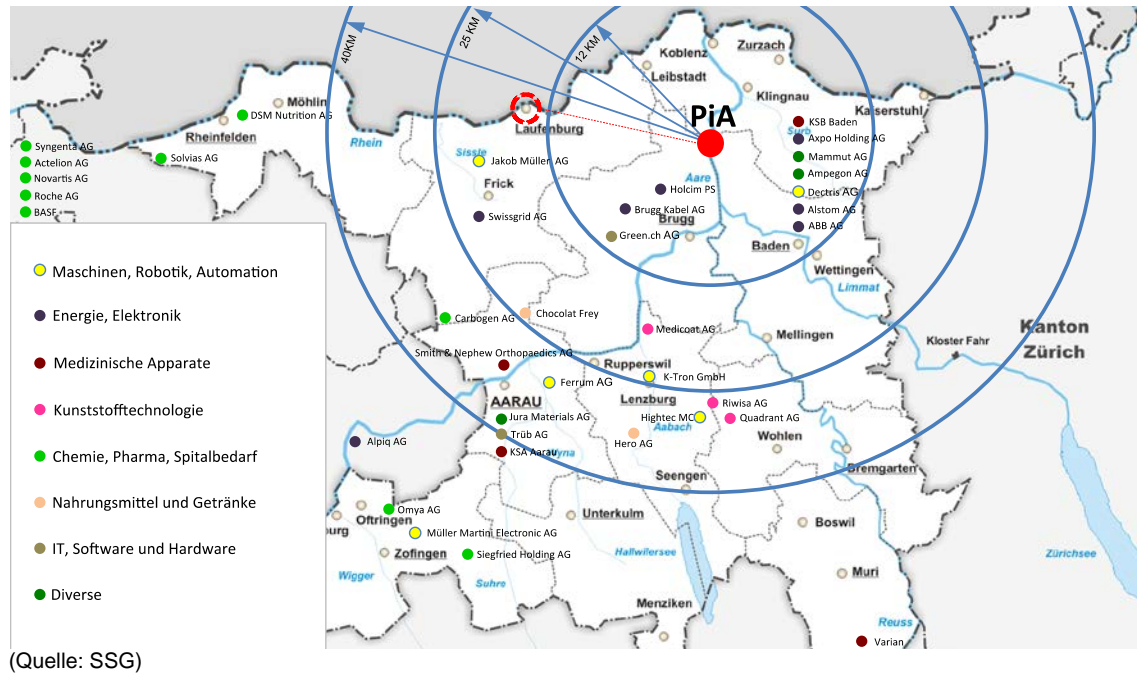 40KM
25 KM
12 KM
Koblenz
Zurzach
Leibstadt
Klingnau
Kaiserstuhl
Möhlin
DSM Nutrition AG
Rheinfelden
Laufenburg
PiA
KSB Baden
Surb
Axpo Holding AG
Rhein
Syngenta AG
Actelion AG
Novartis AG
Roche AG
BASF
Solvias AG
Sissle
Jakob Müller AG
Frick
Swissgrid AG
Aare
Holcim PS
Brugg Kabel AG
Brugg
Green.ch AG
Mammut AG
Ampegon AG
Dectris AG
Alstom AG
ABB AG
Baden
Wettingen
Limmat
Maschinen, Robotik, Automation
Energie, Elektronik
Medizinische Apparate
Kunststofftechnologie
Chemie, Pharma, Spitalbedarf
Nahrungsmittel und Getränke
IT, Software und Hardware
Diverse
Carbogen AG
Chocolat Frey
Medicoat AG
Mellingen
Kloster Fahr
Kanton
Zürich
Smith & Nephew Orthopaedics AG
Rupperswil
Ferrum AG
K-Tron GmbH
AARAU
Lenzburg
Riwisa AG
Jura Materials AG
Hightec MC
Quadrant AG
Aabach
Trüb AG
Hero AG
Wohlen
Alpiq AG
KSA Aarau
Wyna
Bremgarten
Seengen
Omya AG
Oftringen
burg
Unterkulm
Boswil
Müller Martini Electronic AG
Zofingen
Siegfried Holding AG
Hallwilersee
Zürichsee
Wigger
Suhre
Muri
Menziken
Reuss
Varian
(Quelle: SSG)